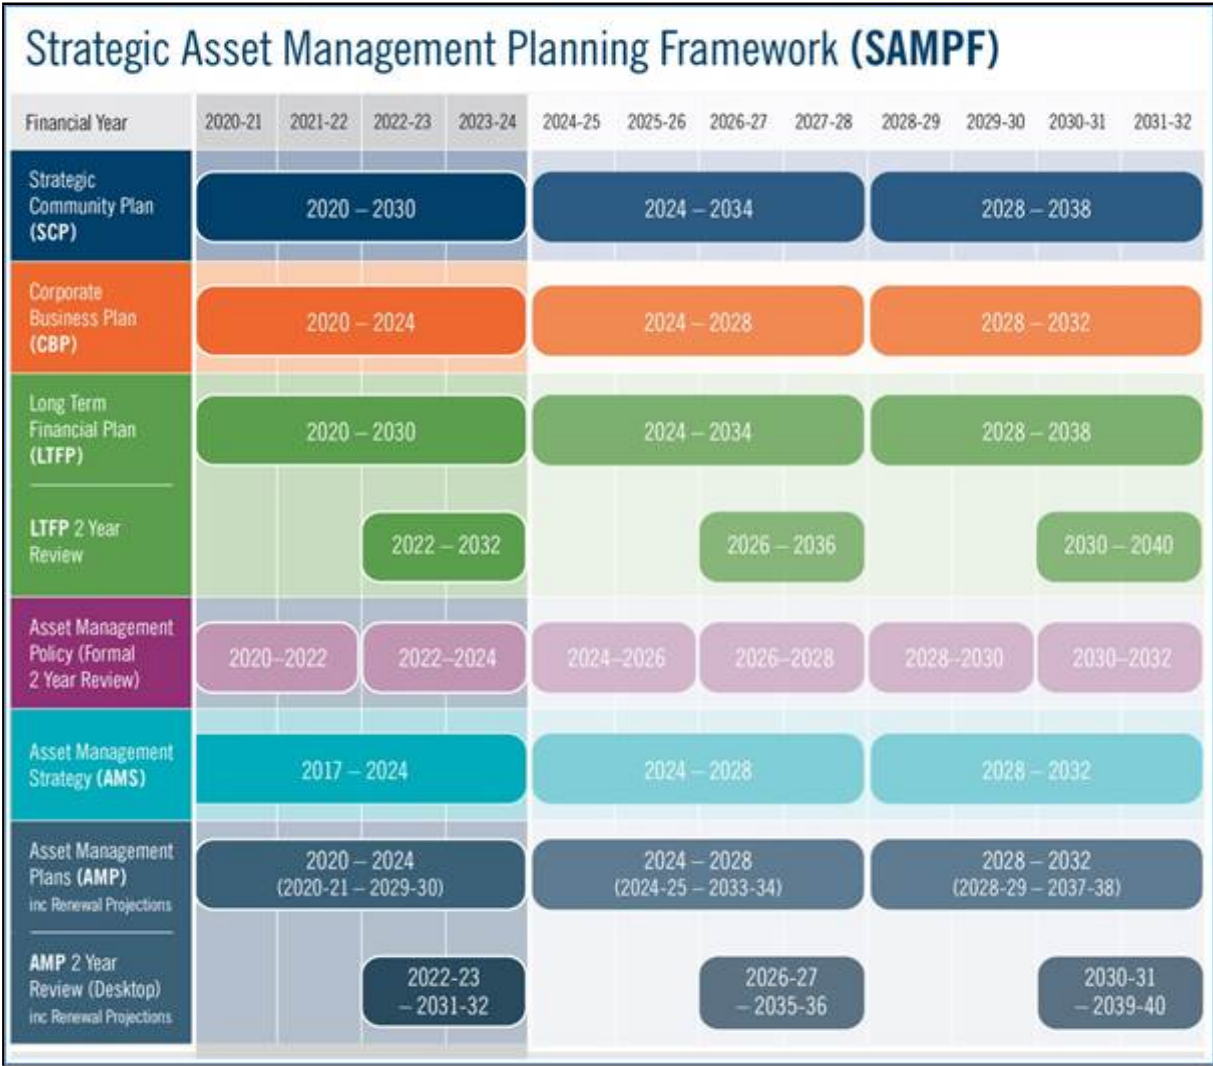 Strategic Asset Management Planning Framework (SAMPF)
Financial Year 2020-21 2021-22 2022-23 2023-24 2024-25 2025-26 2026-27 2027-28 2028-29 2029-30 2030-31 2031-32
Strategic
Community Plan
(SCP)
2020 – 2030 2024 – 2034 2028 – 2038
Corporate
Business Plan
(CBP)
2020 – 2024 2024 – 2028 2028 – 2032
Long Term
Financial Plan
(LTFP)
2020 – 2030 2024 – 2034 2028 – 2038
LTFP 2 Year
Review
2022 – 2032 2026 – 2036 2030 – 2040
Asset Management
Policy (Formal
2 Year Review)
2020–2022 2022–2024 2024–2026 2026–2028 2028–2030 2030–2032
Asset Management
Strategy (AMS)
2017 – 2024 2024 – 2028 2028 – 2032
Asset Management
Plans (AMP)
inc Renewal Projections
2020 – 2024 2024 – 2028 2028 – 2032
(2020-21 – 2029-30) (2024-25 – 2033-34) (2028-29 – 2037-38)
AMP 2 Year
Review (Desktop)
inc Renewal Projections
2022-23 2026-27 2030-31
– 2031-32 – 2035-36 – 2039-40